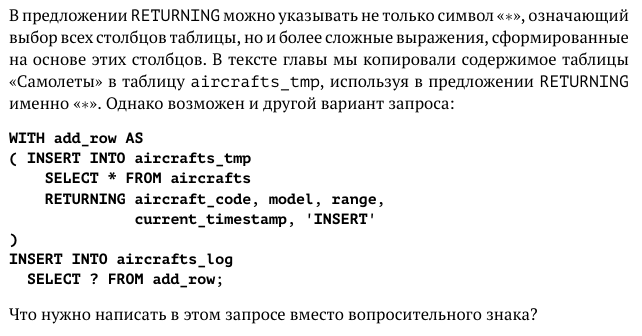 В предложении RETURNING можно указывать не только символ «*», означающий
выбор всех столбцов таблицы, но и более сложные выражения, сформированные
на основе этих столбцов. В тексте главы мы копировали содержимое таблицы
«Самолеты» в таблицу aircrafts_tmp, используя в предложении RETURNING
именно «*». Однако возможен и другой вариант запроса:
WITH add_row AS
( INSERT INTO aircrafts_tmp
    SELECT * FROM aircrafts
    RETURNING aircraft_code, model, range,
              current_timestamp, 'INSERT'
)
INSERT INTO aircrafts_log
  SELECT ? FROM add_row;
Что нужно написать в этом запросе вместо вопросительного знака?